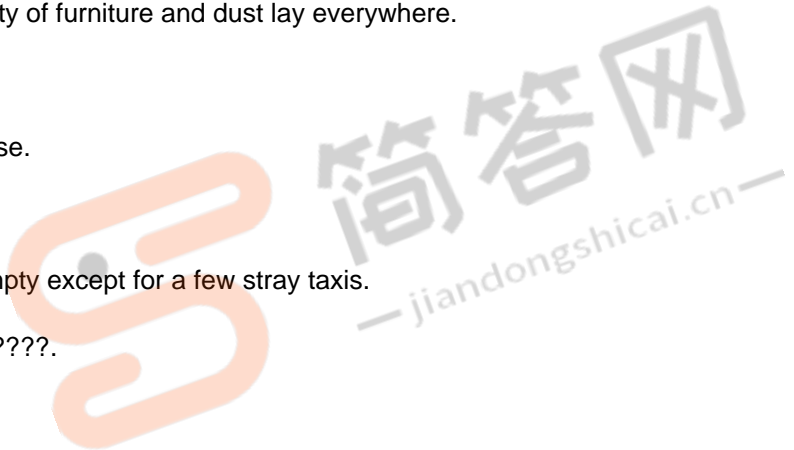 ty of furniture and dust lay everywhere.
简答网
jiandongshicai.cn
se.
pty except for a few stray taxis.
????.